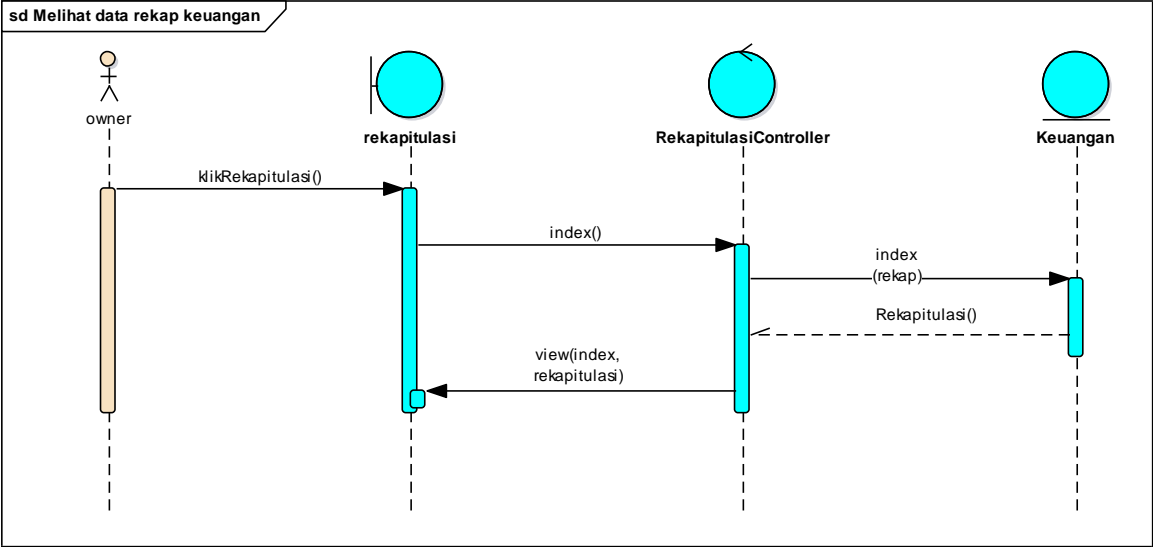 sd Melihat data rekap keuangan
owner
rekapitulasi
RekapitulasiController
Keuangan
klikRekapitulasi()
index()
index
(rekap)
Rekapitulasi()
view(index,
rekapitulasi)